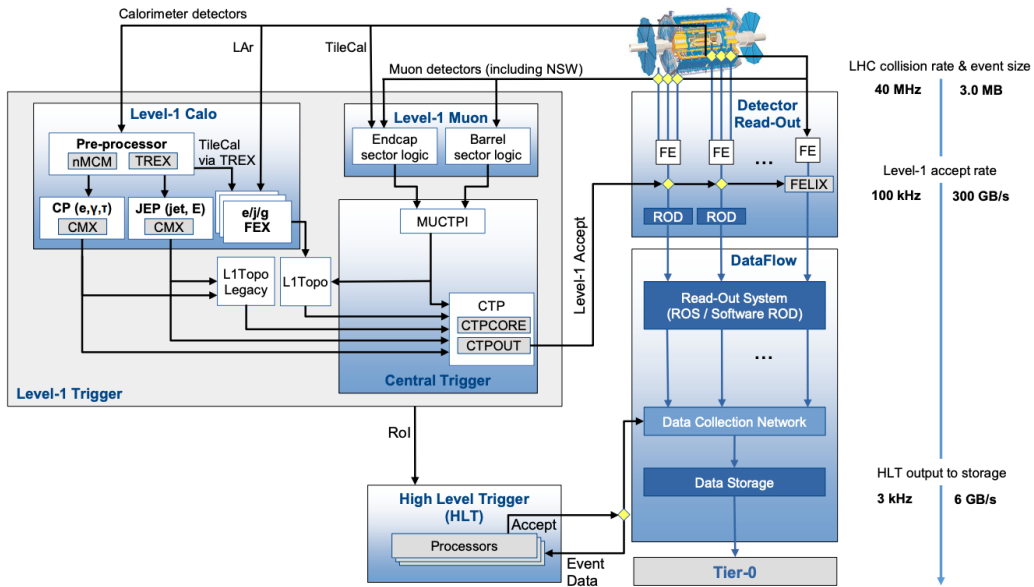 Calorimeter detectors
LAr
TileCal
Muon detectors (including NSW)
LHC collision rate & event size
40 MHz 3.0 MB
Level-1 Calo
Pre-processor
nMCM TREX
TileCal
via TREX
CP (e,γ,τ)
CMX
JEP (jet, E)
CMX
e/j/g
FEX
Level-1 Muon
Endcap
sector logic
Barrel
sector logic
Detector
Read-Out
FE FE ... FE
FELIX
ROD ROD
Level-1 accept rate
100 kHz 300 GB/s
MUCTPI
L1Topo
Legacy
L1Topo
CTP
CTPCORE
CTPOUT
Central Trigger
Level-1 Trigger
Level-1 Accept
DataFlow
Read-Out System
(ROS / Software ROD)
...
Data Collection Network
Data Storage
RoI
High Level Trigger
(HLT)
Accept
Processors
Event
Data
Tier-0
HLT output to storage
3 kHz 6 GB/s